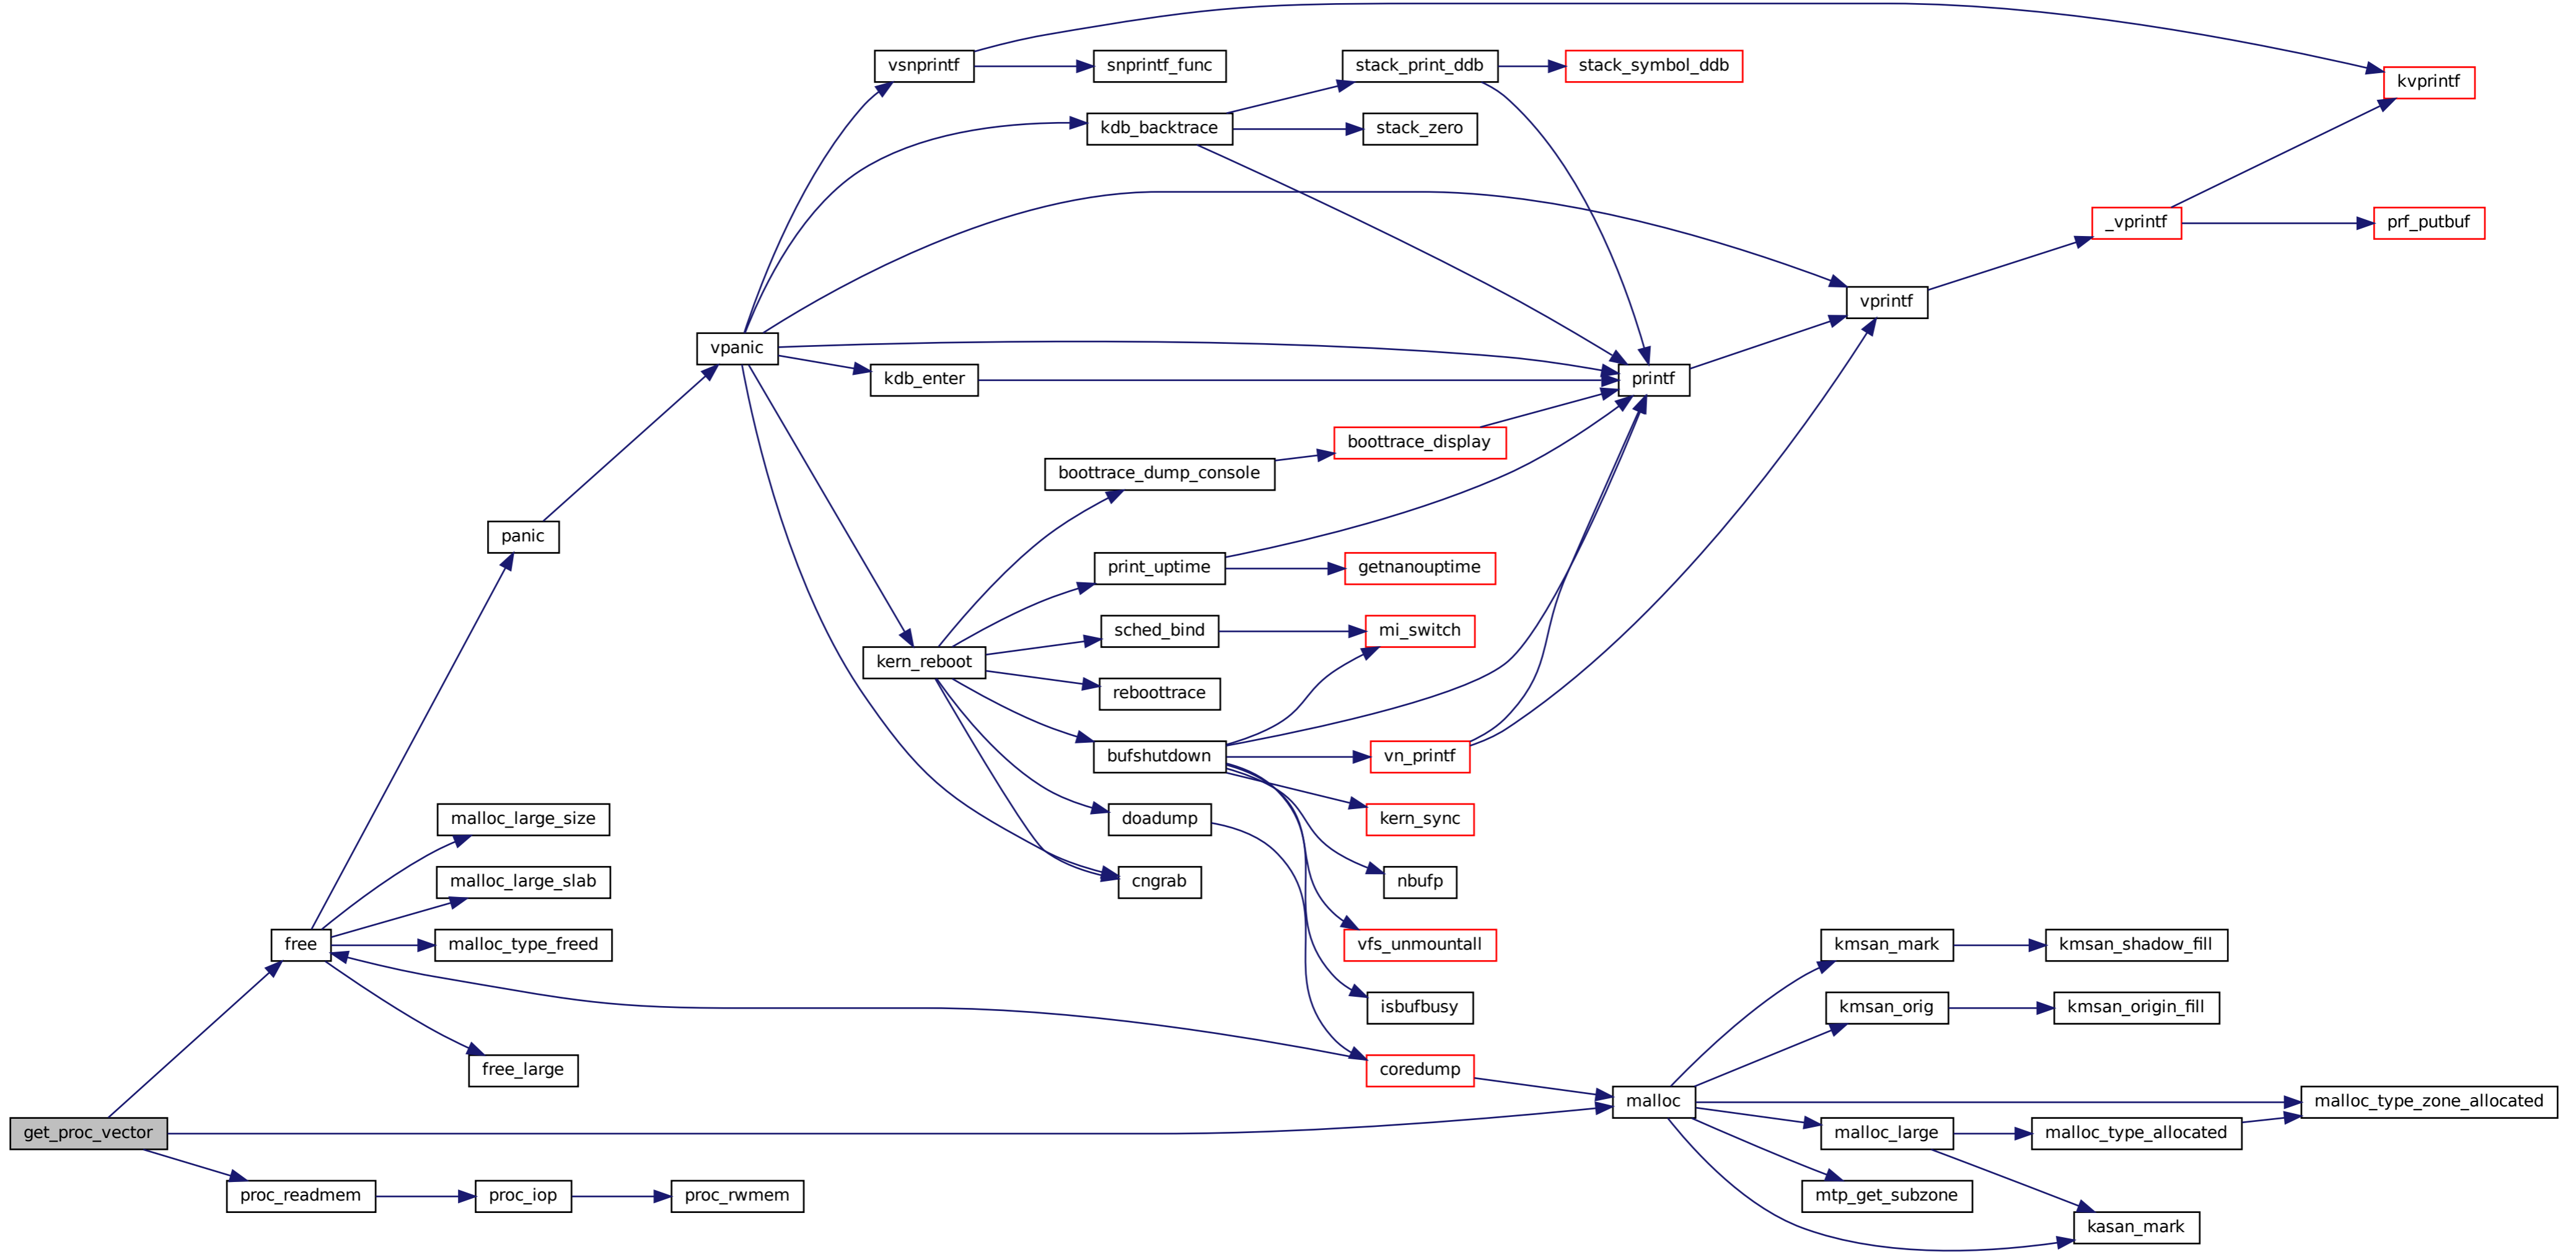 vsnprintf
snprintf_func
stack_print_ddb
stack_symbol_ddb
kvprintf
kdb_backtrace
stack_zero
_vprintf
prf_putbuf
vprintf
vpanic
kdb_enter
printf
boottrace_display
boottrace_dump_console
panic
print_uptime
getnanouptime
sched_bind
mi_switch
kern_reboot
reboottrace
bufshutdown
vn_printf
malloc_large_size
doadump
kern_sync
malloc_large_slab
cngrab
nbufp
free
malloc_type_freed
vfs_unmountall
kmsan_mark
kmsan_shadow_fill
isbufbusy
kmsan_orig
kmsan_origin_fill
free_large
coredump
malloc
malloc_type_zone_allocated
get_proc_vector
malloc_large
malloc_type_allocated
proc_readmem
proc_iop
proc_rwmem
mtp_get_subzone
kasan_mark